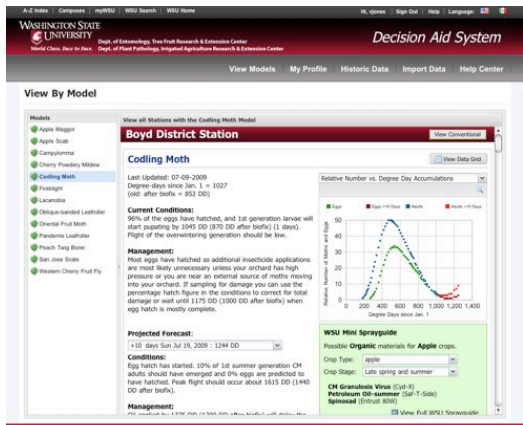 A-Z Index | Campuses | myWSU | WSU Search | WSU Home
Hi, vjones | Sign Out | Help | Language:
WASHINGTON STATE
UNIVERSITY
World Class. Face to Face.
Dept. of Entomology, Tree Fruit Research & Extension Center
Dept. of Plant Pathology, Irrigated Agriculture Research & Extension Center
Decision Aid System
View Models | My Profile | Historic Data | Import Data | Help Center
View By Model
Models
Apple Maggot
Apple Scab
Campylomma
Cherry Powdery Mildew
Codling Moth
Fireblight
Lacanobia
Oblique-banded Leafroller
Oriental Fruit Moth
Pandemis Leafroller
Peach Twig Borer
San Jose Scale
Western Cherry Fruit Fly
View all Stations with the Codling Moth Model
Boyd District Station
View Conventional
Codling Moth
View Data Grid
Last Updated: 07-09-2009
Degree-days since Jan. 1 = 1027
(old: after biofix = 852 DD)
Current Conditions:
96% of the eggs have hatched, and 1st generation larvae will
start pupating by 1045 DD (870 DD after biofix) (1 days).
Flight of the overwintering generation should be low.
Management:
Most eggs have hatched so additional insecticide applications
are most likely unnecessary unless your orchard has high
pressure or you are near an external source of moths moving
into your orchard. If sampling for damage you can use the
percentage hatch figure in the conditions to correct for total
damage or wait until 1175 DD (1000 DD after biofix) when
egg hatch is mostly complete.
Projected Forecast:
+10 days Sun Jul 19, 2009 : 1244 DD
Conditions:
Egg hatch has started. 10% of 1st summer generation CM
adults should have emerged and 0% eggs are predicted to
have hatched. Peak flight should occur about 1615 DD (1440
DD after biofix).
Management:
Relative Number vs. Degree Day Accumulations
Eggs
Eggs +10 Days
Adults
Adults +10 Days
Relative Number of Moths and Eggs
50
40
30
20
10
0
0 200 400 600 800 1,000 1,200 1,400
Degree Days since Jan 1
WSU Mini Sprayguide
Possible Organic materials for Apple crops.
Crop Type: apple
Crop Stage: Late spring and summer
CM Granulosis Virus (Cyd-X)
Petroleum Oil-summer (Saf-T-Side)
Spinosad (Entrust 80W)
View Full WSU Sprayguide